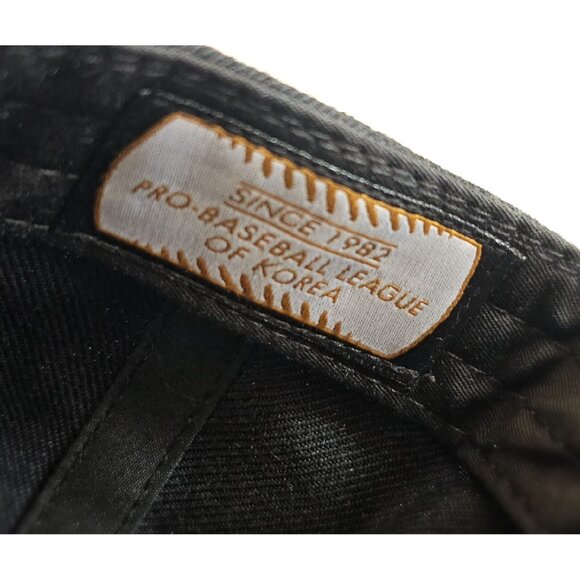 SINCE 1982
PRO-BASEBALL LEAGUE
OF KOREA